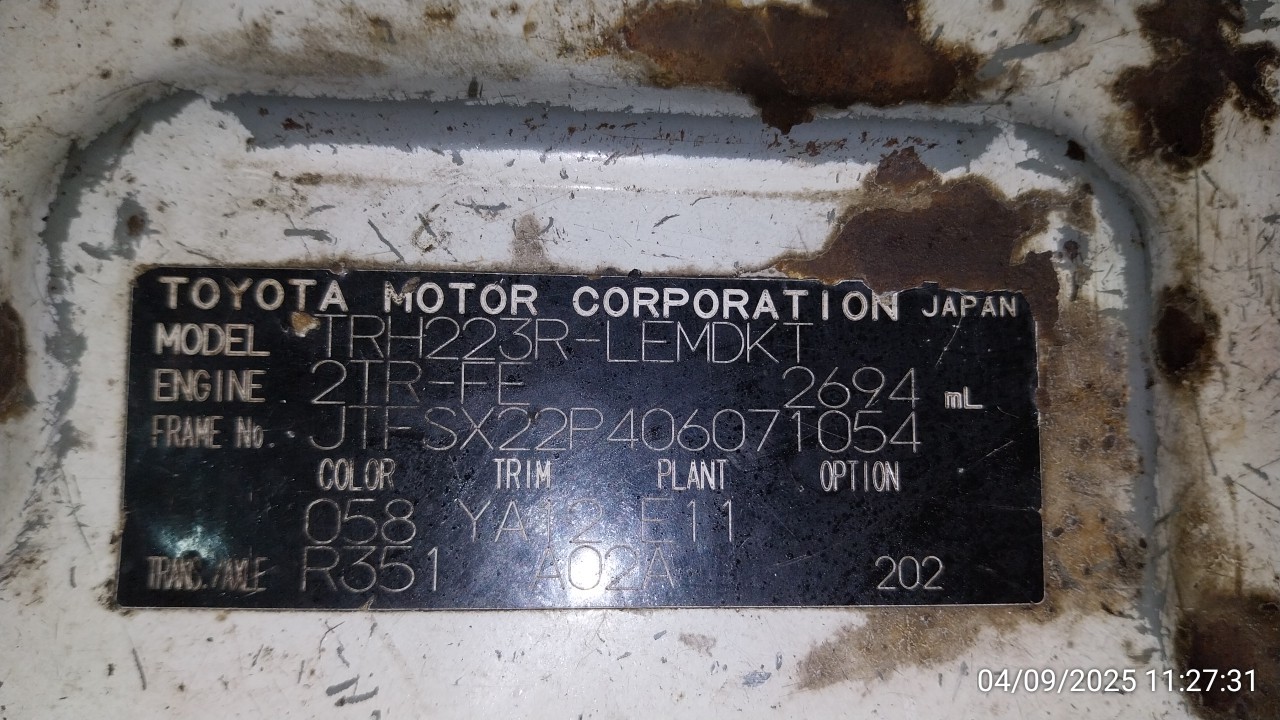 TOYOTA MOTOR CORPORATION JAPAN
MODEL TRH223R-LEMDKT
ENGINE 2TR-FE 2694 mL
FRAME No. JTFSX22P406071054
COLOR TRIM PLANT OPTION
058 YA12 E11
TRANS./AXLE R351 A02A 202
04/09/2025 11:27:31